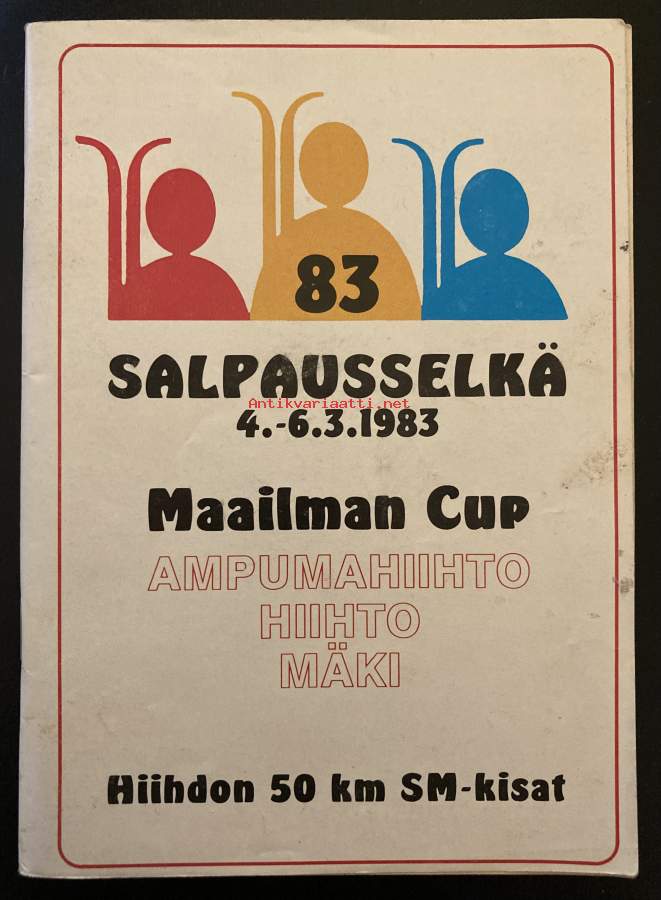 83
SALPAUSSELKÄ
Antikvariaatti.net
4.-6.3.1983
Maailman Cup
AMPUMAHIIHTO
HIIHTO
MÄKI
Hiihdon 50 km SM-kisat